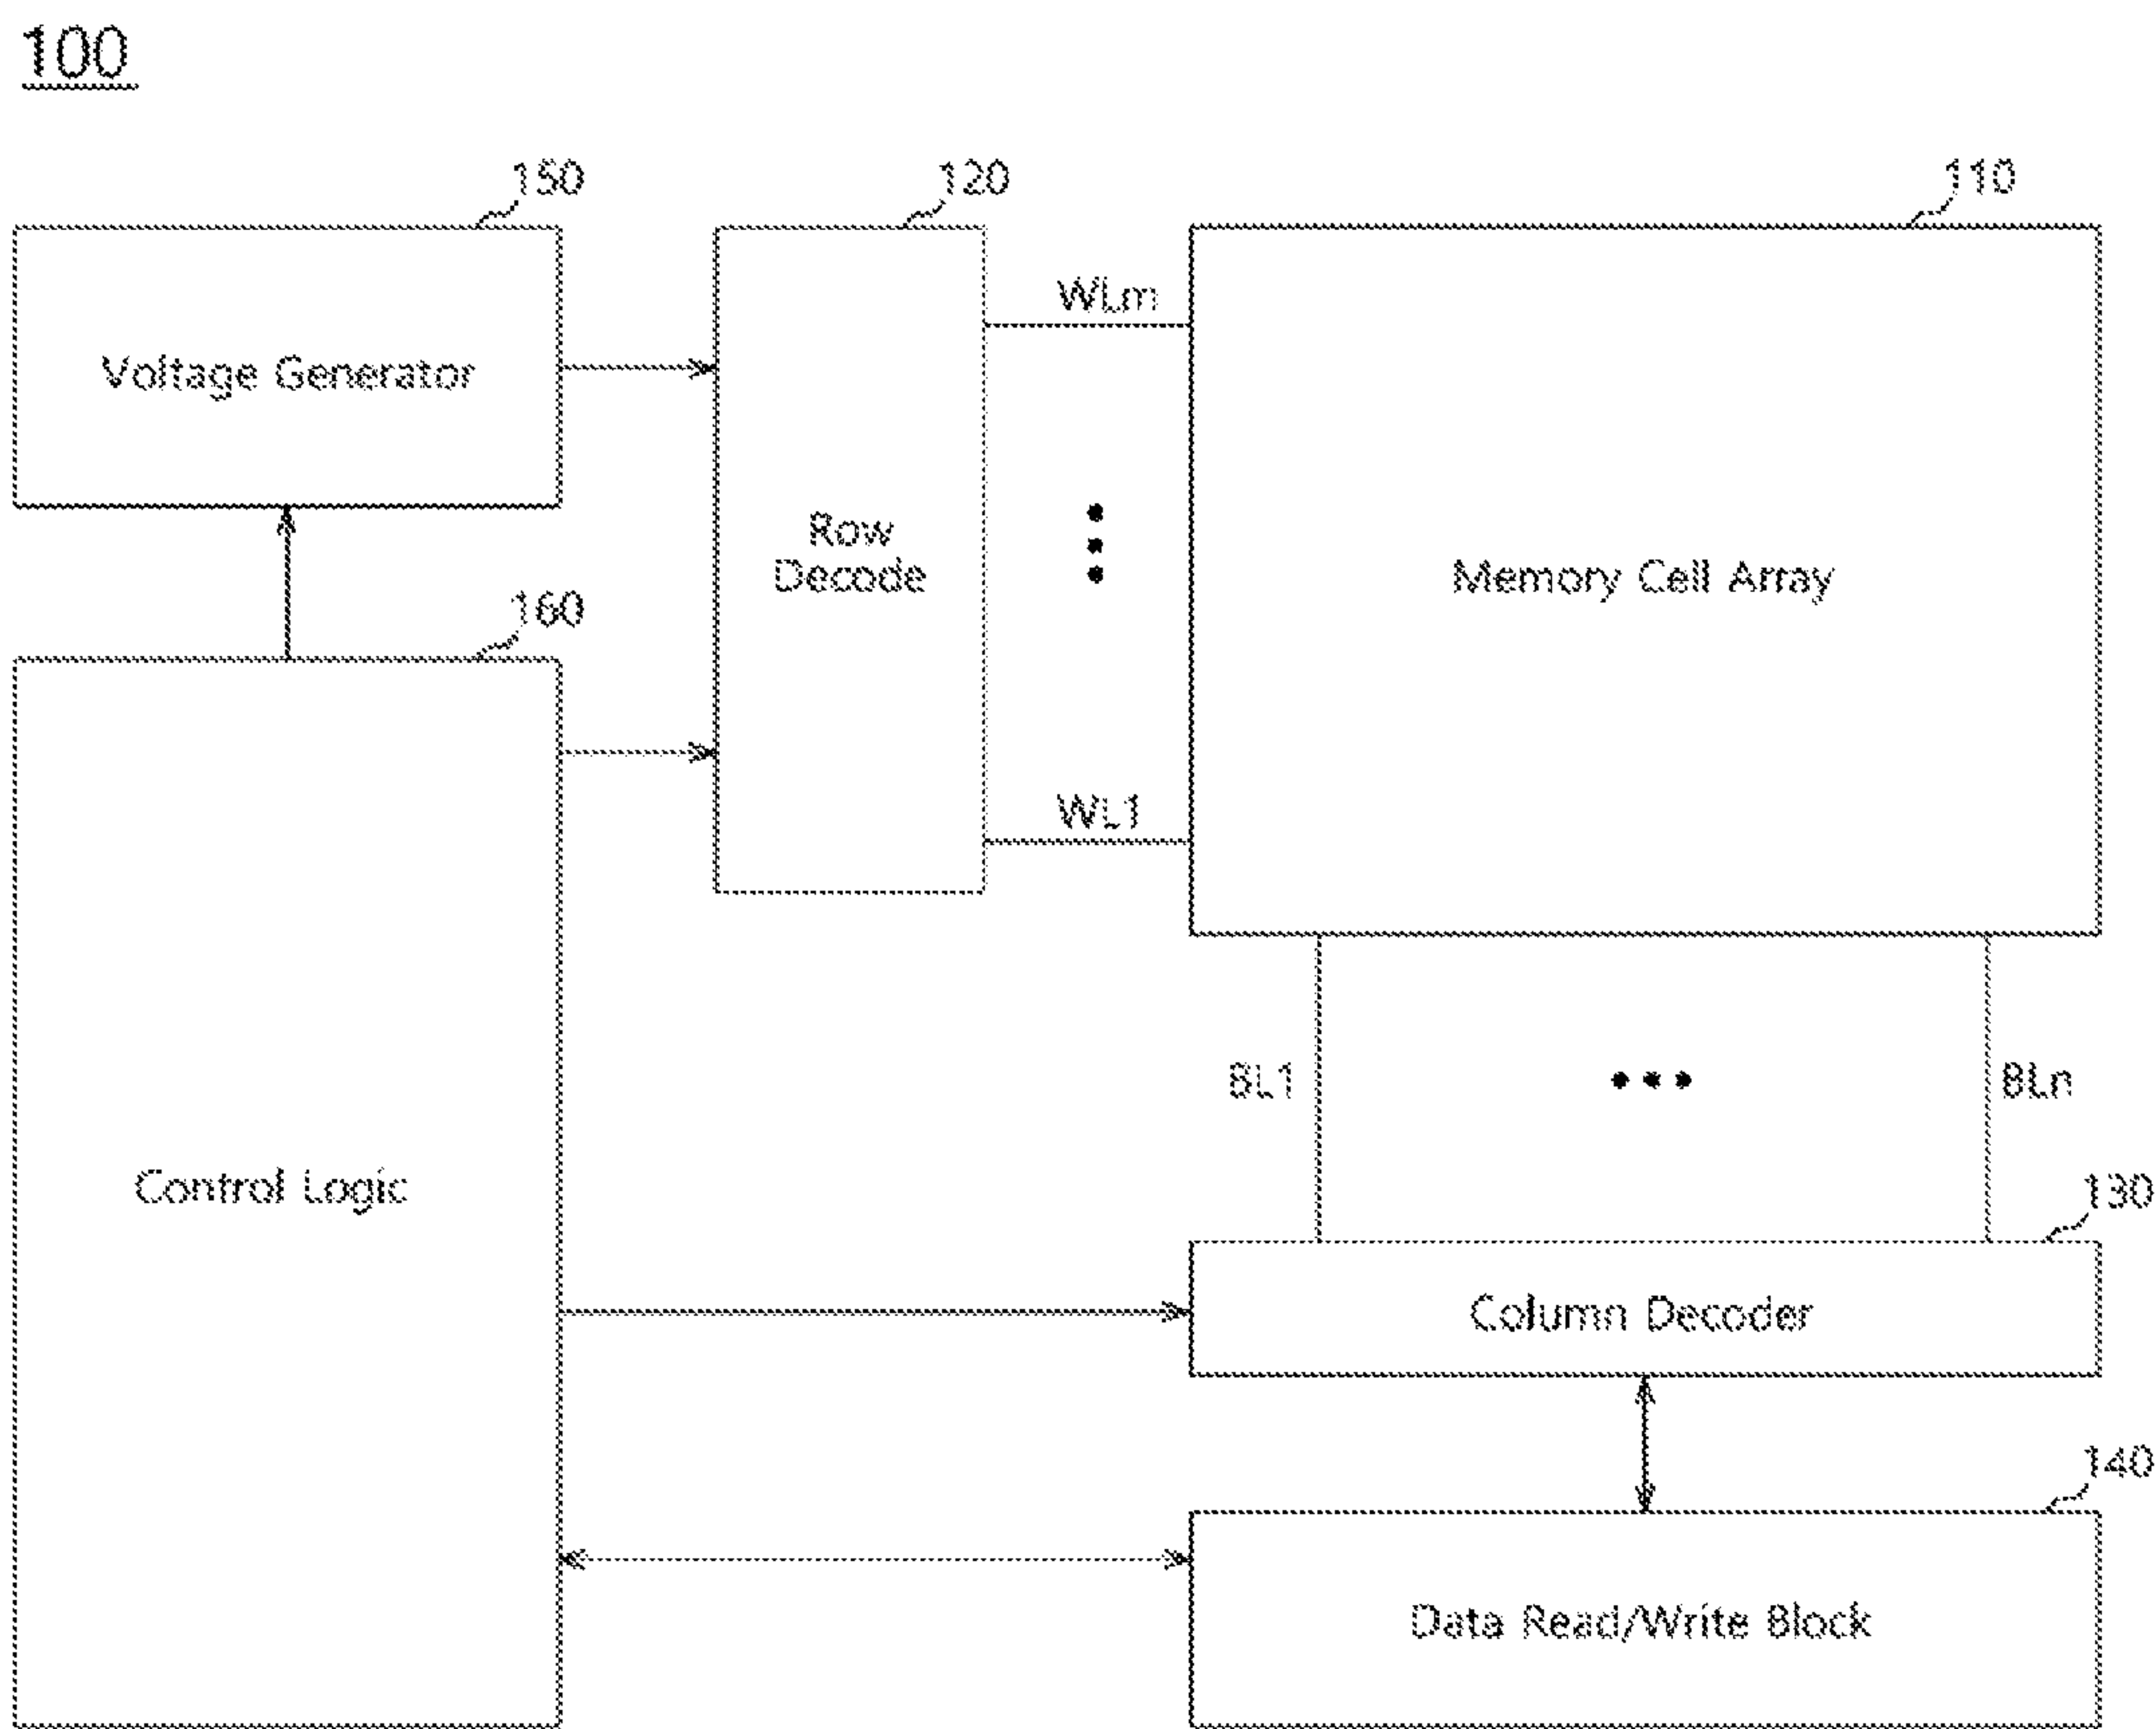 100
150
120
110
Voltage Generator
WLm
Row
Decode
Memory Cell Array
160
WL1
BL1
BLn
Control Logic
130
Column Decoder
140
Data Read/Write Block